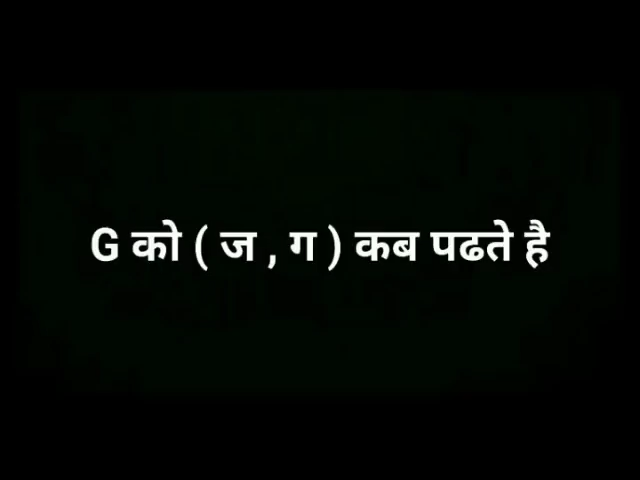 G को ( ज , ग ) कब पढते है